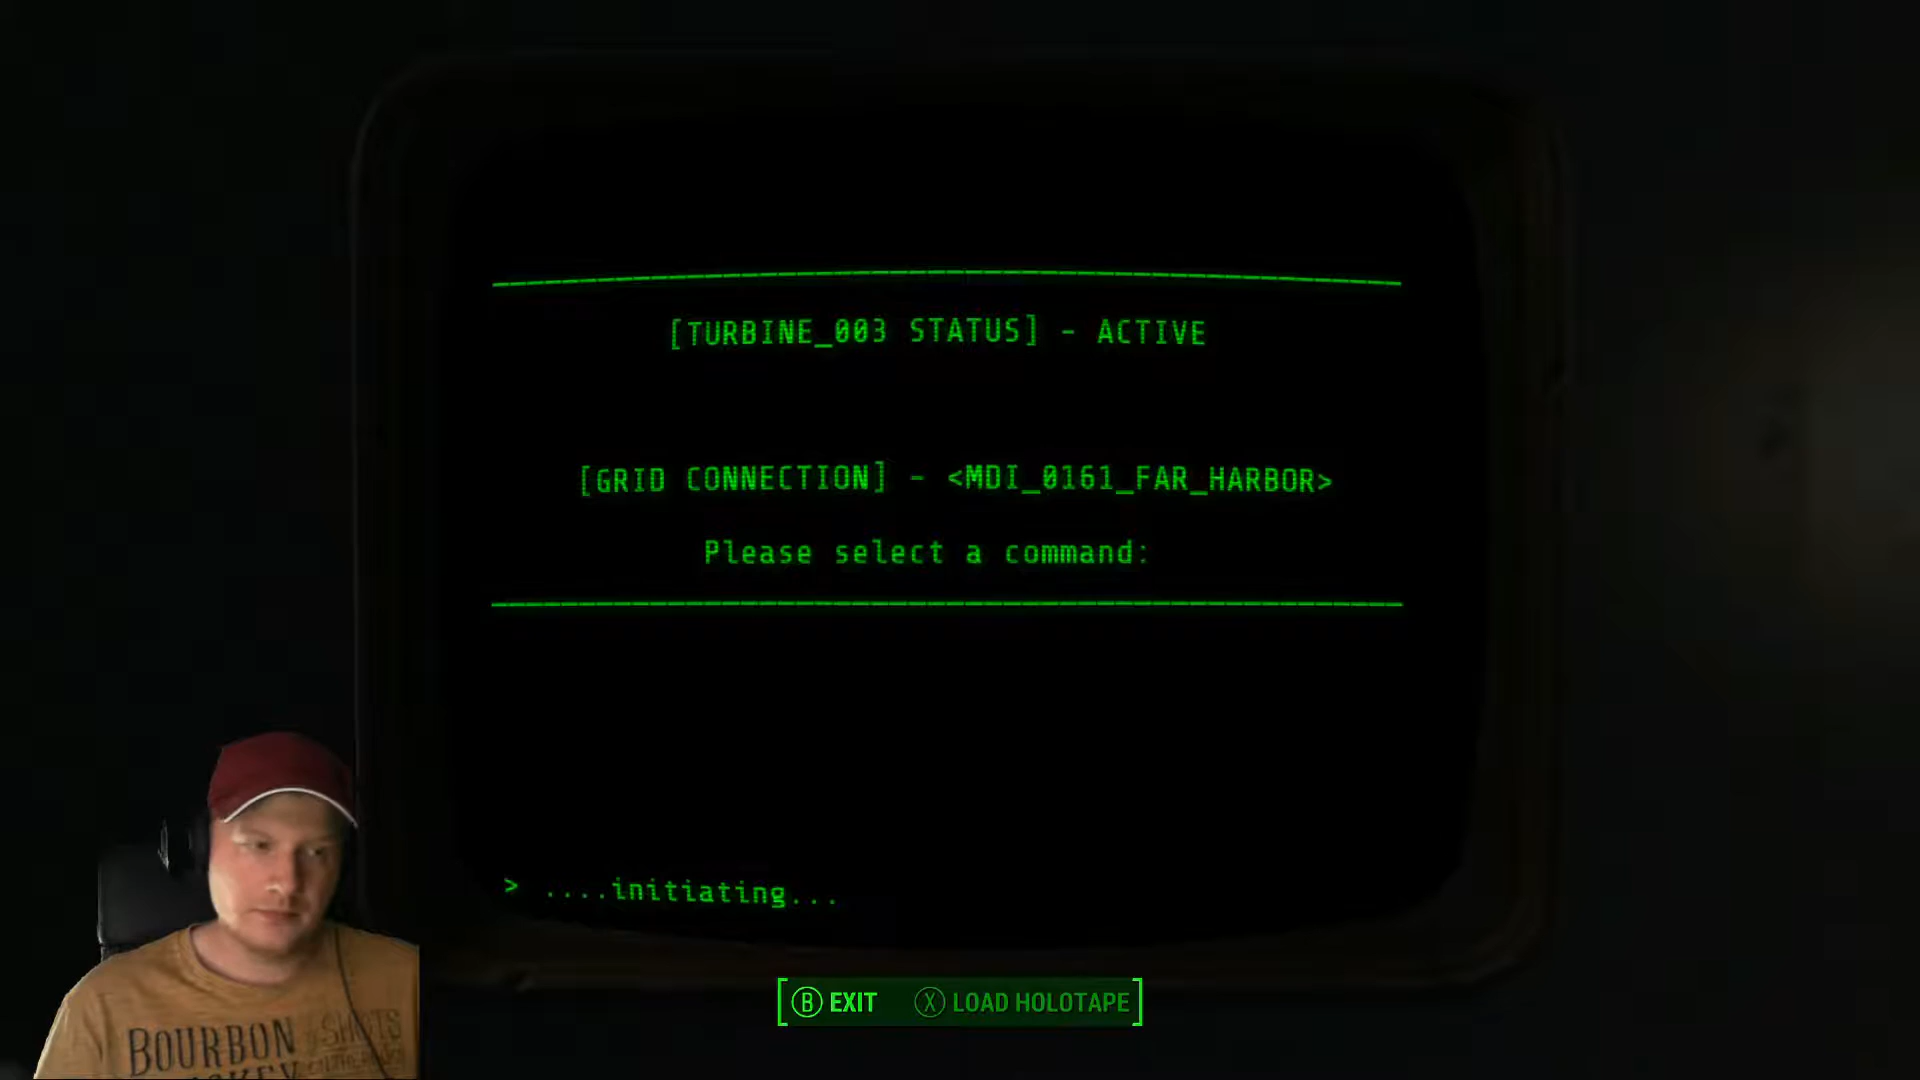 [TURBINE_003 STATUS] - ACTIVE
[GRID CONNECTION] - <MDI_0161_FAR_HARBOR>
Please select a command:
> ....initiating...
(B) EXIT (X) LOAD HOLOTAPE
BOURBON